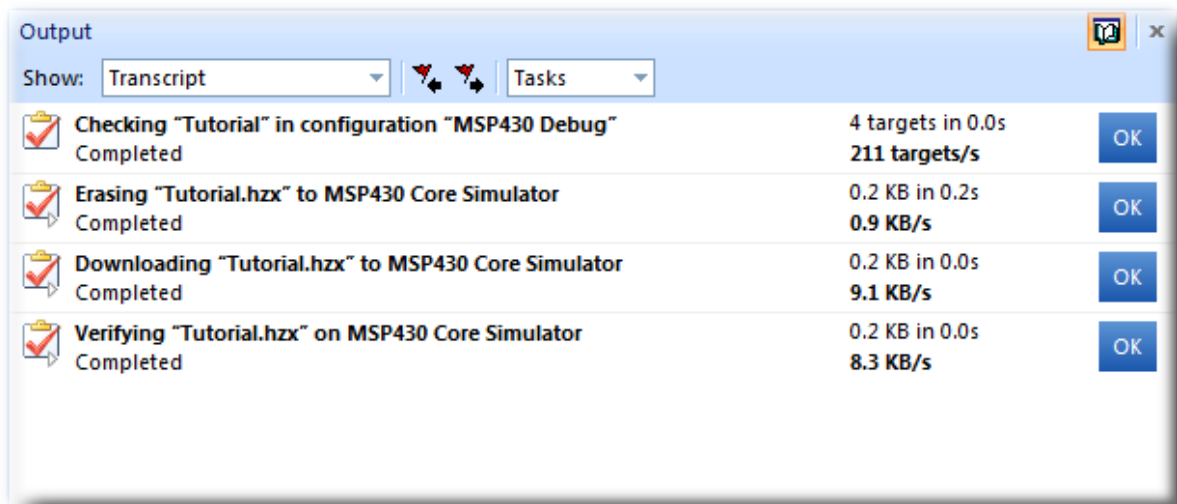 Output
Show: Transcript Tasks
Checking “Tutorial” in configuration “MSP430 Debug” 4 targets in 0.0s
Completed 211 targets/s
OK
Erasing “Tutorial.hzx” to MSP430 Core Simulator 0.2 KB in 0.2s
Completed 0.9 KB/s
OK
Downloading “Tutorial.hzx” to MSP430 Core Simulator 0.2 KB in 0.0s
Completed 9.1 KB/s
OK
Verifying “Tutorial.hzx” on MSP430 Core Simulator 0.2 KB in 0.0s
Completed 8.3 KB/s
OK